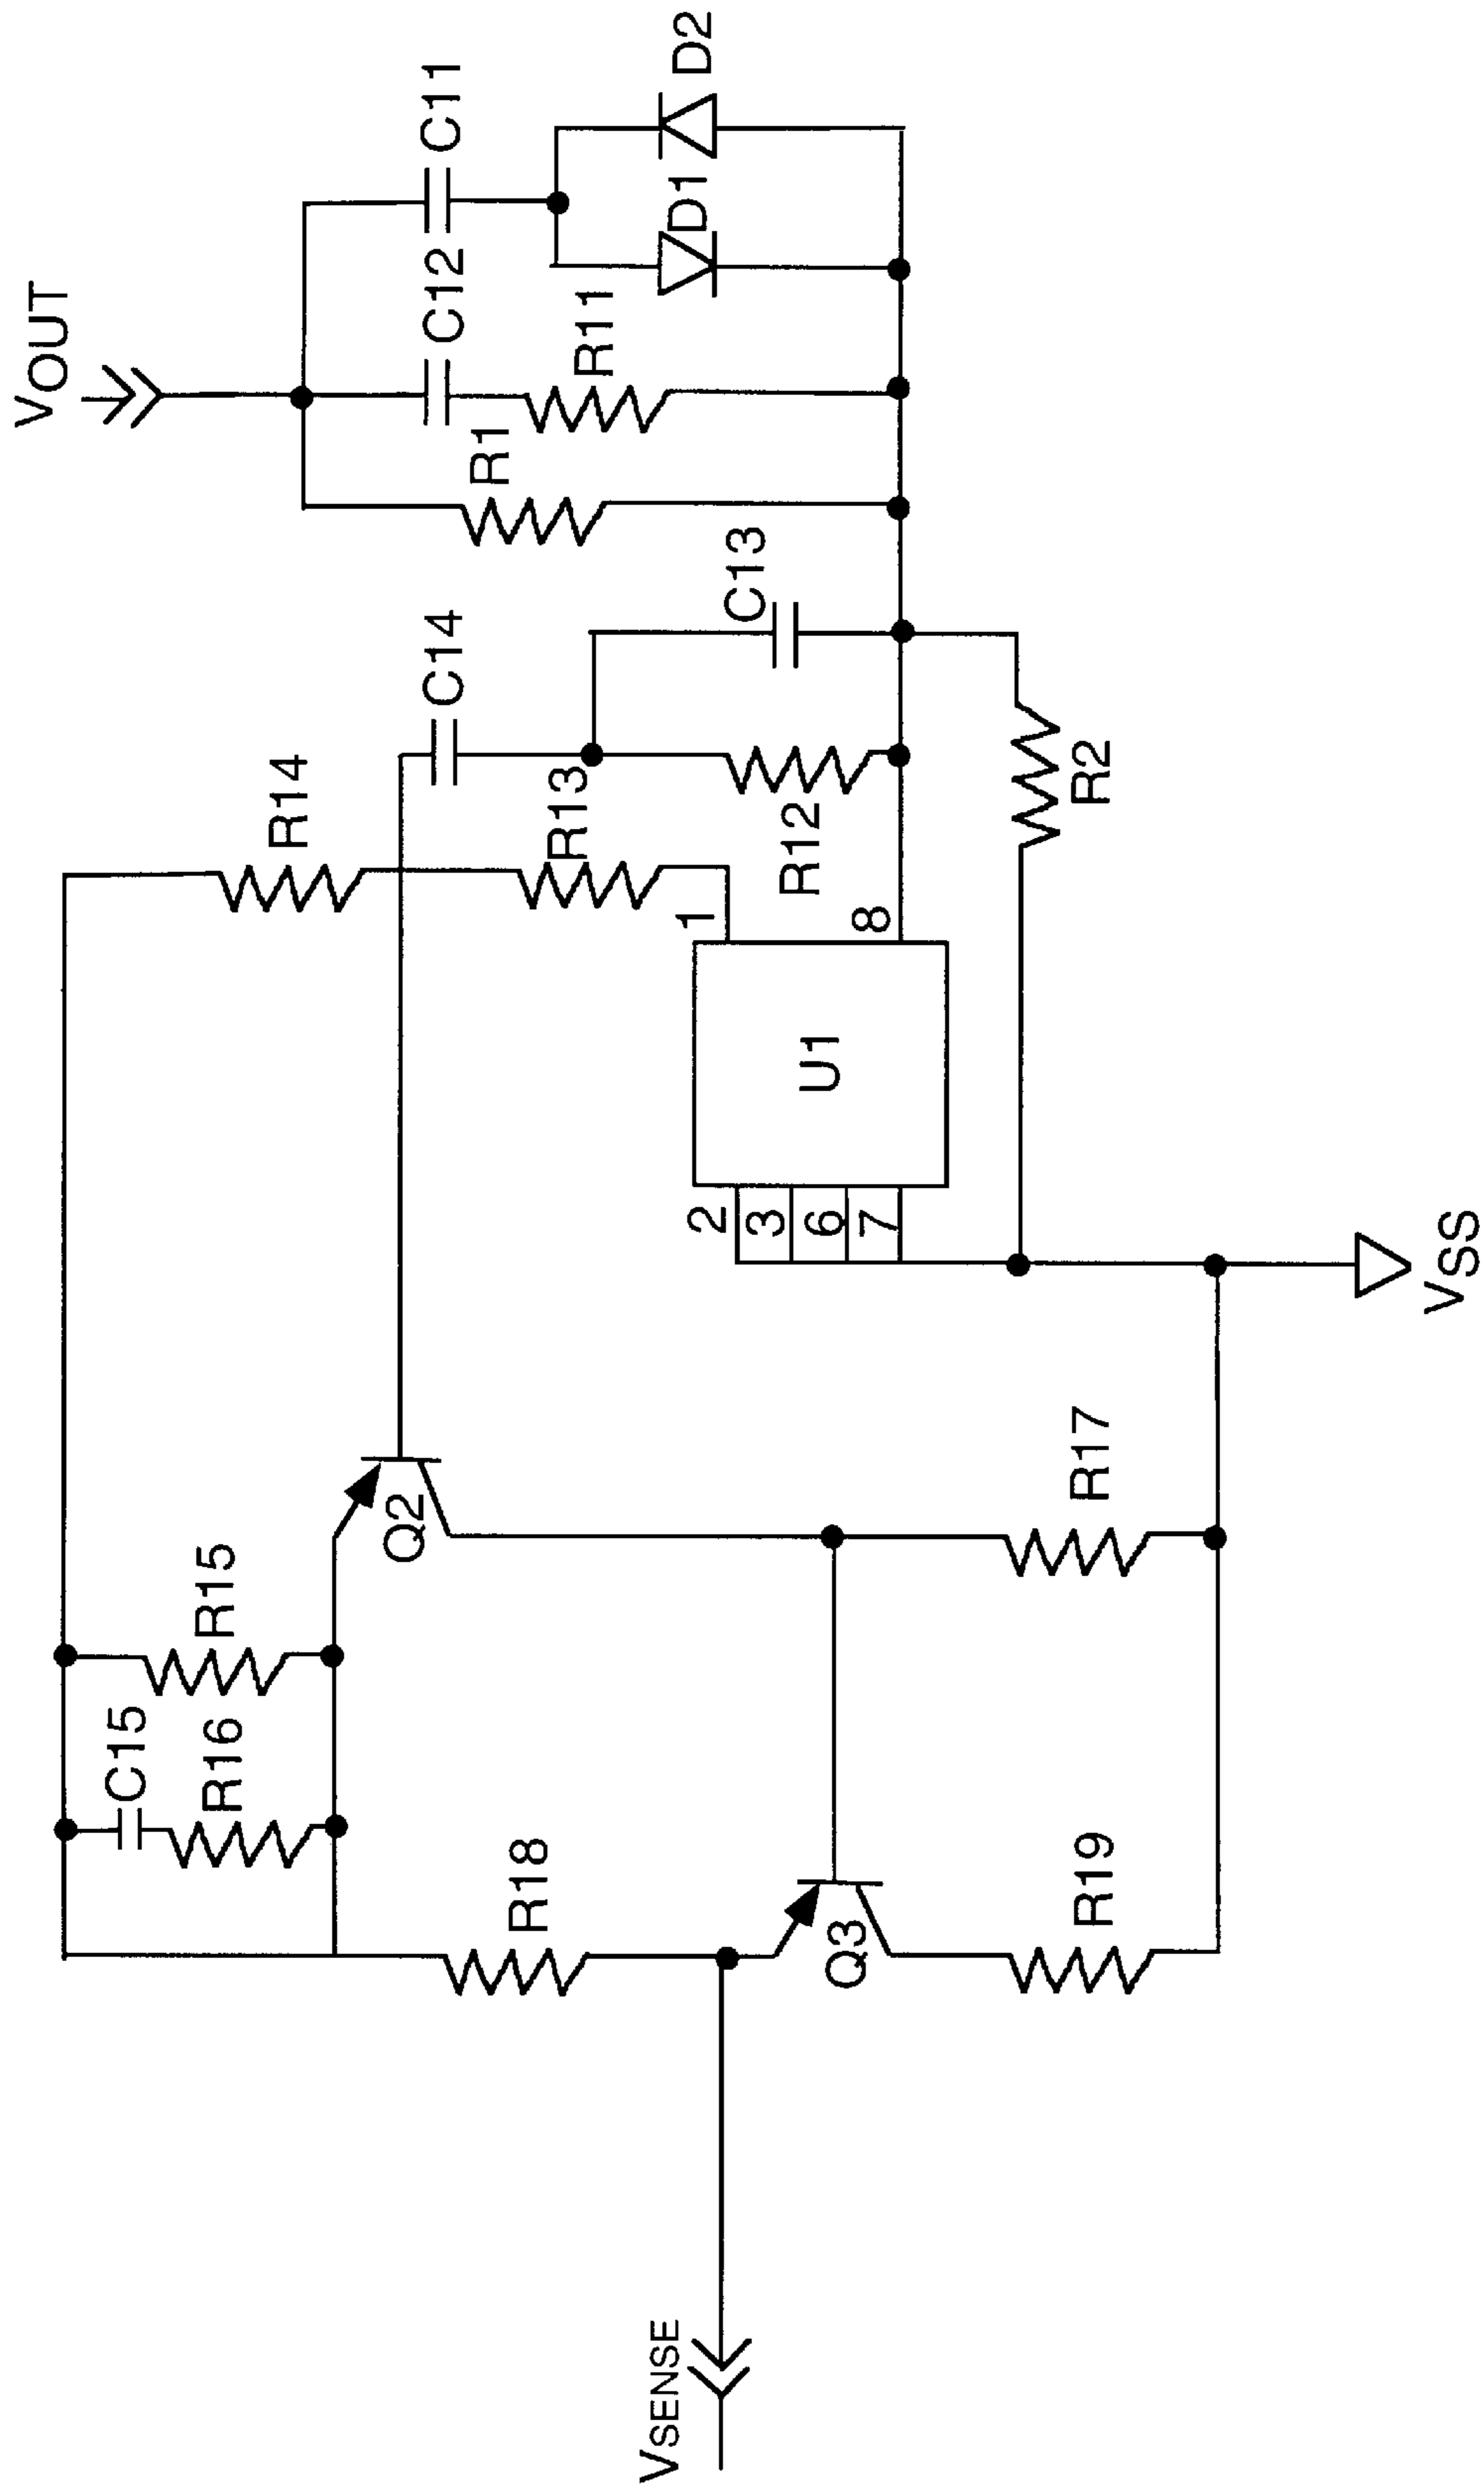 VOUT
C11
D2
C12
D1
R11
R1
C14
C13
R14
R13
R12
R2
1
8
U1
2
3
6
7
VSS
Q2
R15
C15
R16
R17
R18
Q3
R19
VSENSE